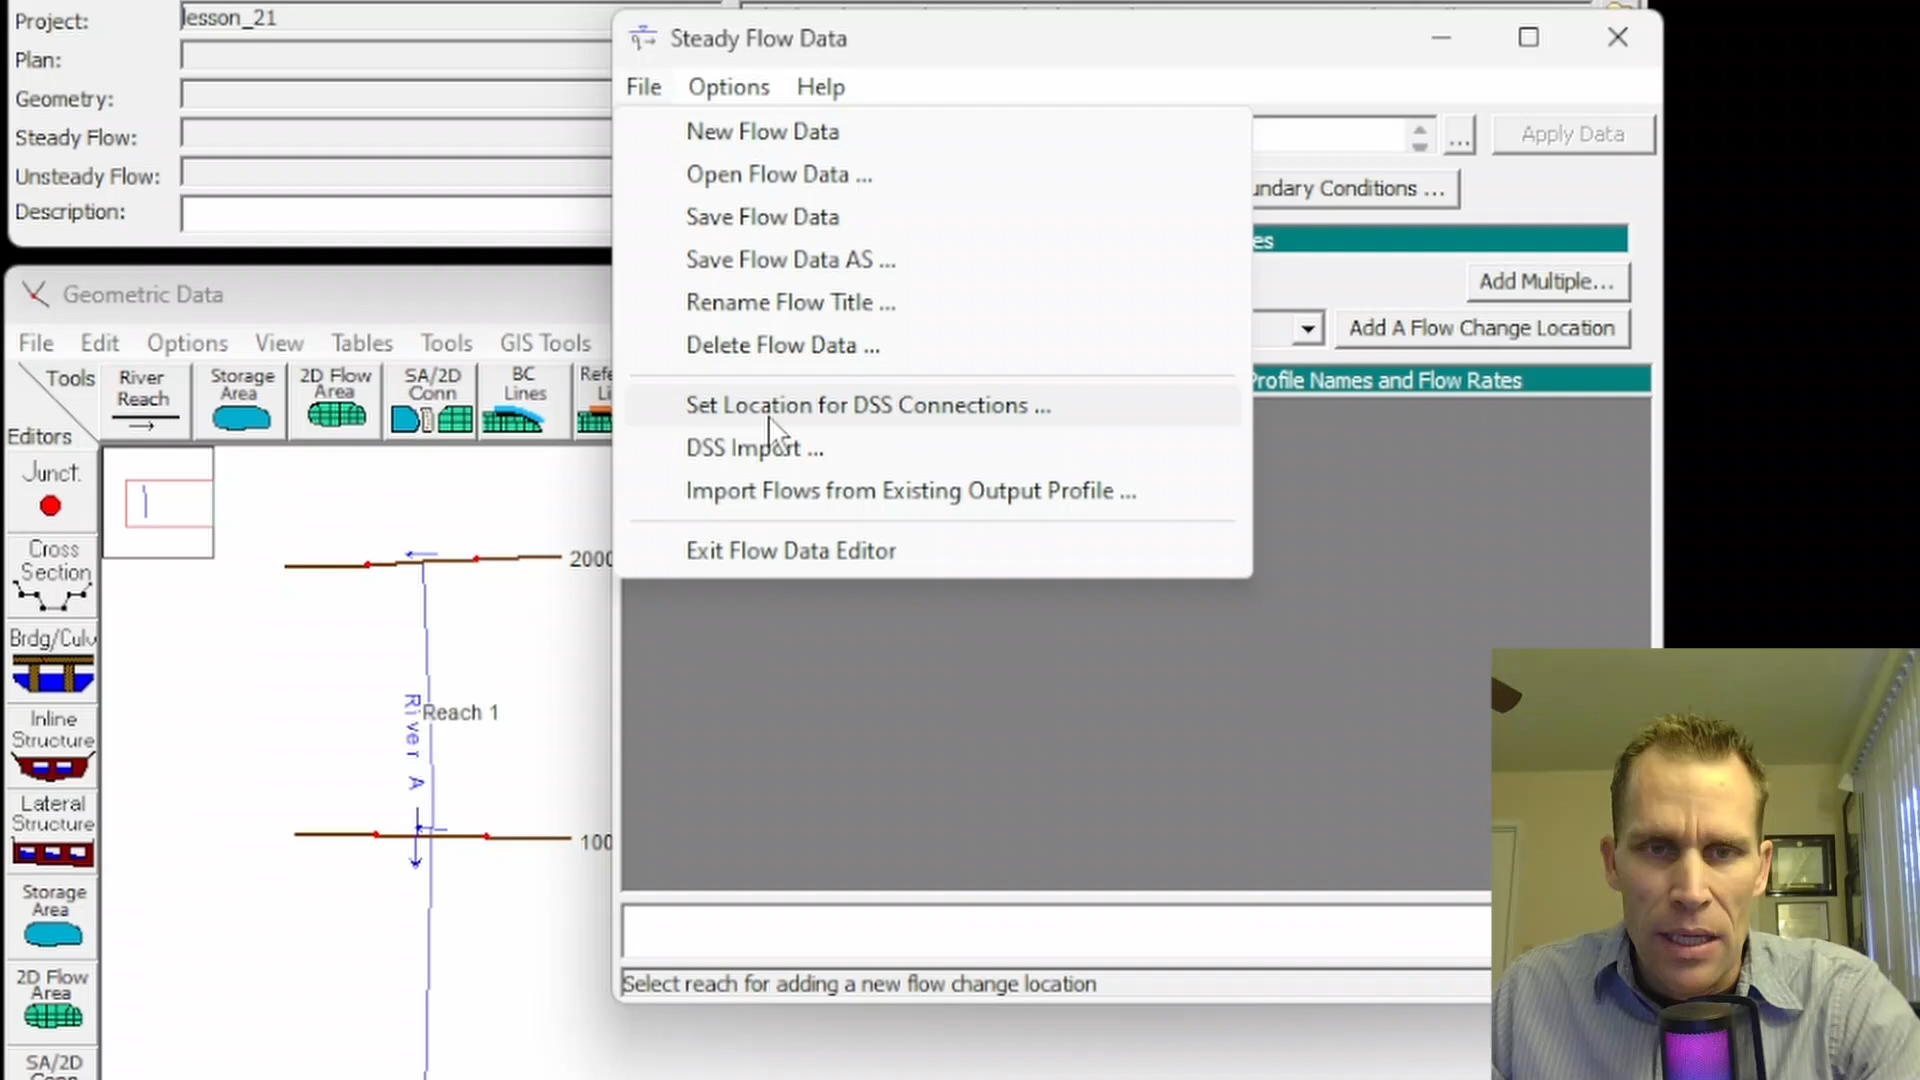 Project:
lesson_21
Plan:
Geometry:
Steady Flow:
Unsteady Flow:
Description:
Steady Flow Data
File Options Help
New Flow Data
Open Flow Data ...
Save Flow Data
Save Flow Data AS ...
Rename Flow Title ...
Delete Flow Data ...
Set Location for DSS Connections ...
DSS Import ...
Import Flows from Existing Output Profile ...
Exit Flow Data Editor
...
Apply Data
undary Conditions ...
es
Add Multiple...
Add A Flow Change Location
Profile Names and Flow Rates
Select reach for adding a new flow change location
Geometric Data
File Edit Options View Tables Tools GIS Tools
Tools
Editors
River
Reach
Storage
Area
2D Flow
Area
SA/2D
Conn
BC
Lines
Refe
Li
Junct.
Cross
Section
Brdg/Culv
Inline
Structure
Lateral
Structure
Storage
Area
2D Flow
Area
SA/2D
Conn
2000
River A
Reach 1
100